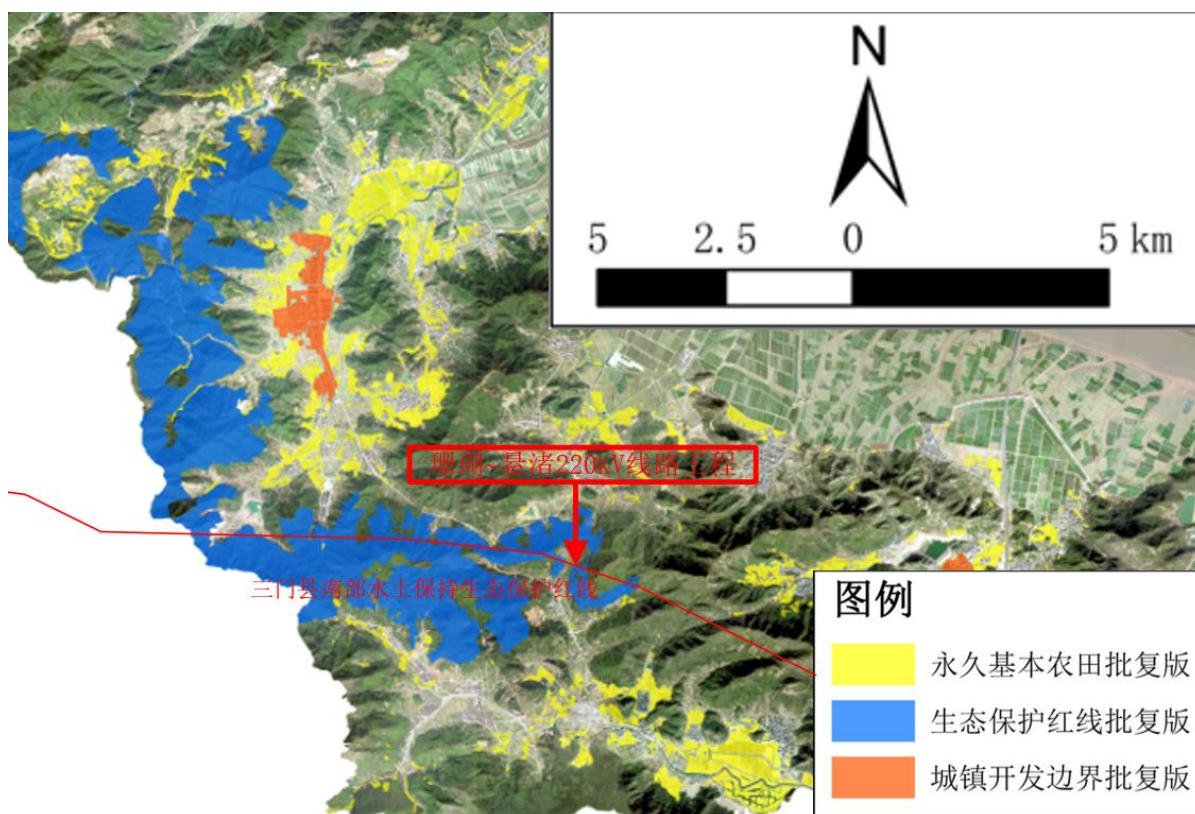 N
5 2.5 0 5 km
珊瑚~悬渚220kV线路工程
三门县南部水土保持生态保护红线
图例
永久基本农田批复版
生态保护红线批复版
城镇开发边界批复版